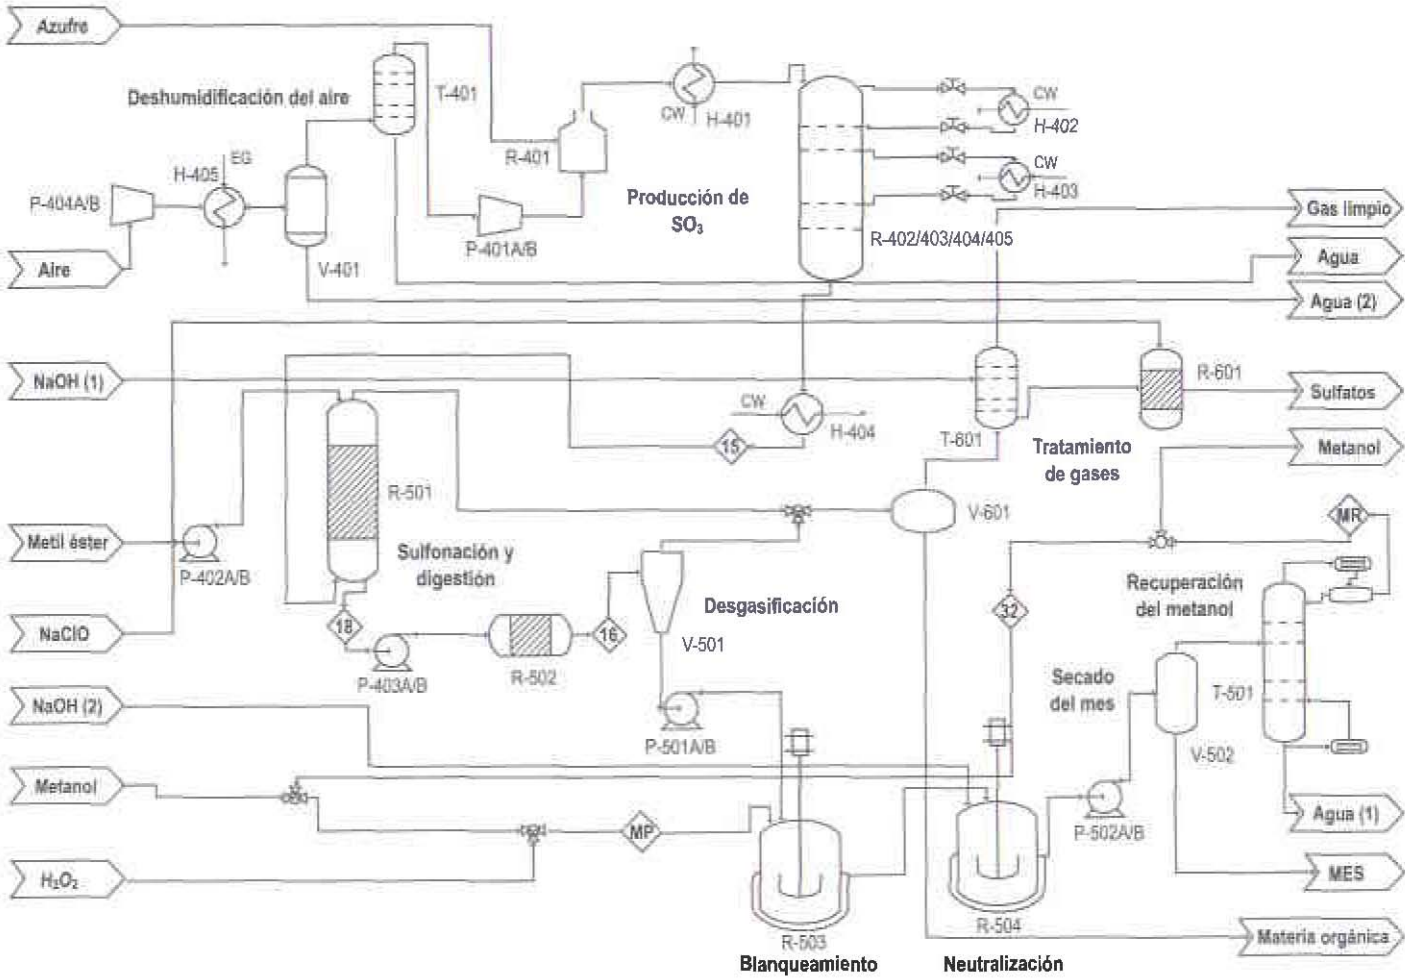 Azufre
Deshumidificación del aire
T-401
CW
H-401
CW
H-402
R-401
H-405
EG
P-404A/B
Producción de
SO₃
CW
H-403
P-401A/B
R-402/403/404/405
Gas limpio
Aire
V-401
Agua
Agua (2)
NaOH (1)
R-601
Sulfatos
CW
H-404
15
T-601
Tratamiento
de gases
Metanol
R-501
V-601
MR
Metil éster
P-402A/B
Sulfonación y
digestión
Desgasificación
Recuperación
del metanol
NaClO
18
16
32
V-501
P-403A/B
R-502
Secado
del mes
T-501
NaOH (2)
P-501A/B
V-502
Metanol
MP
P-502A/B
Agua (1)
H₂O₂
MES
R-503
R-504
Materia orgánica
Blanqueamiento
Neutralización